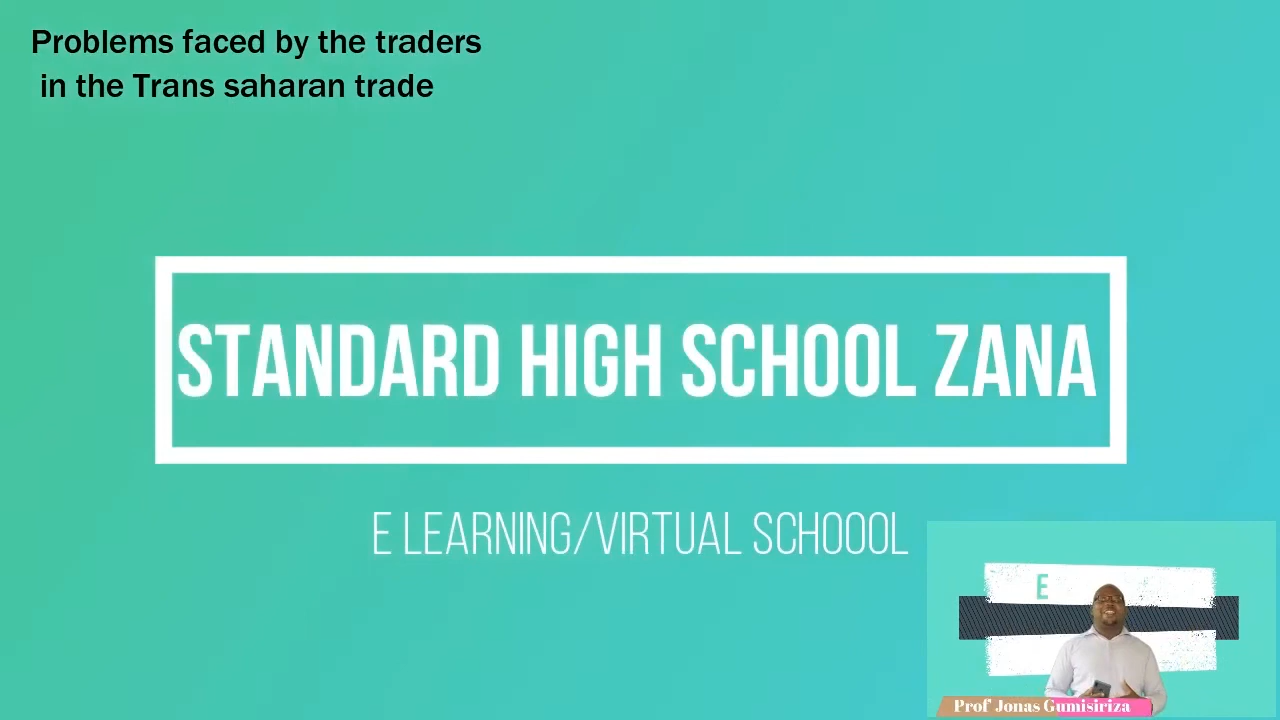 Problems faced by the traders
in the Trans saharan trade
STANDARD HIGH SCHOOL ZANA
E LEARNING/VIRTUAL SCHOOOL
E
Prof Jonas Gumisiriza